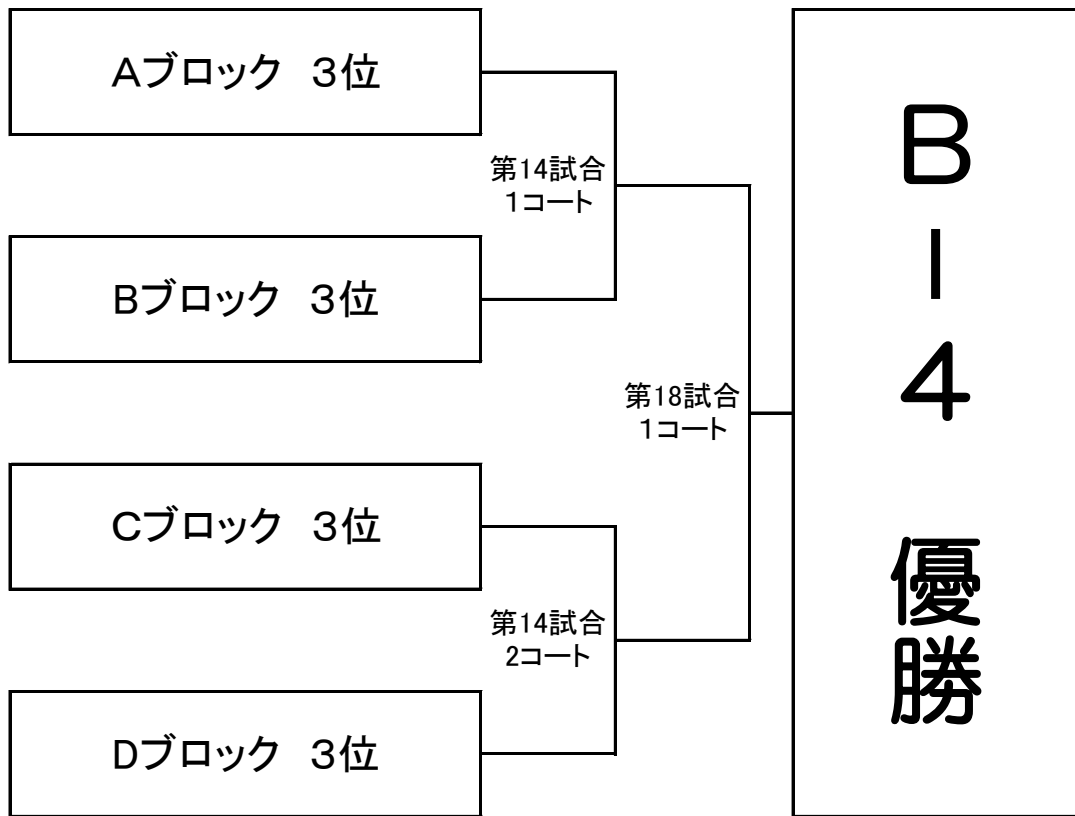 Aブロック　３位
第14試合
１コート
Bブロック　３位
第18試合
１コート
Cブロック　３位
第14試合
2コート
Dブロック　３位
B－４　優勝